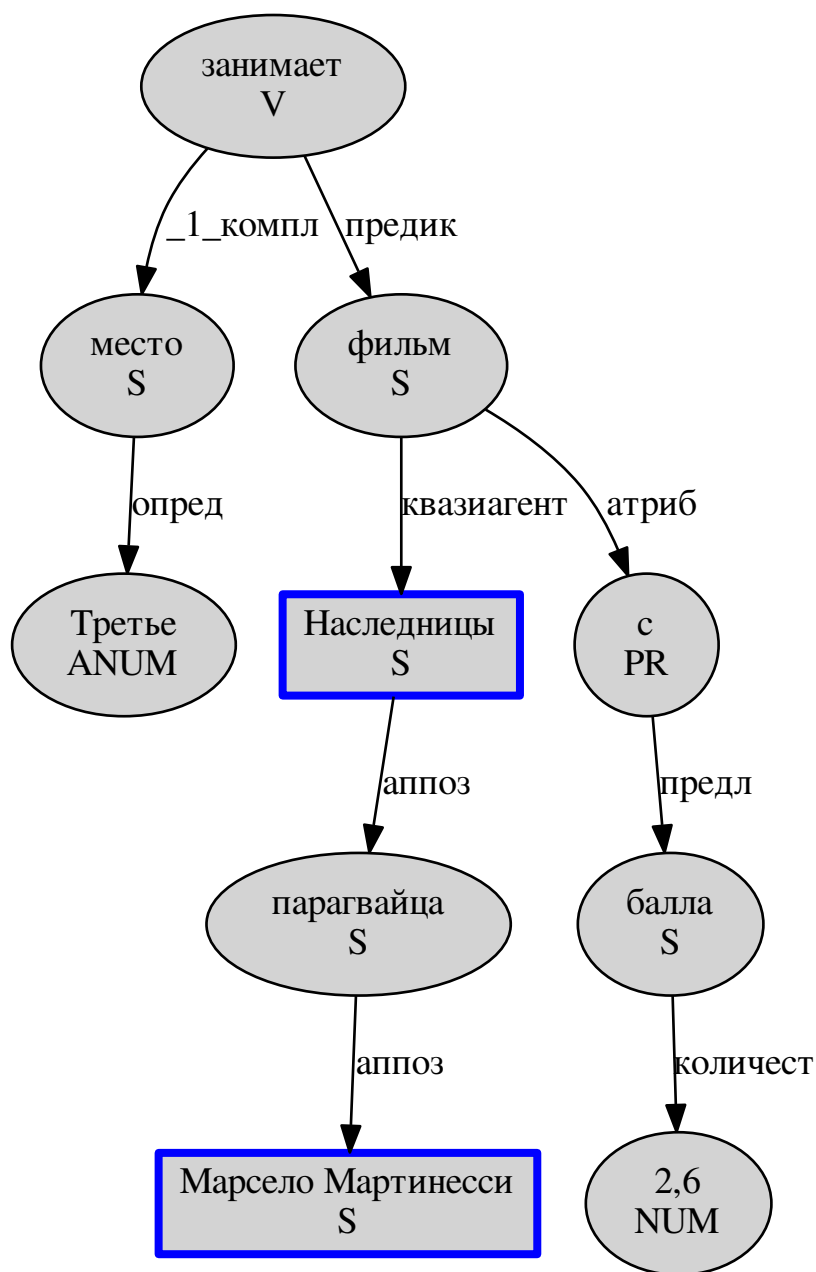 занимает
V
_1_компл
предик
место
S
фильм
S
опред
квазиагент
атриб
Третье
ANUM
Наследницы
S
с
PR
аппоз
предл
парагвайца
S
балла
S
аппоз
количест
Марсело Мартинесси
S
2,6
NUM